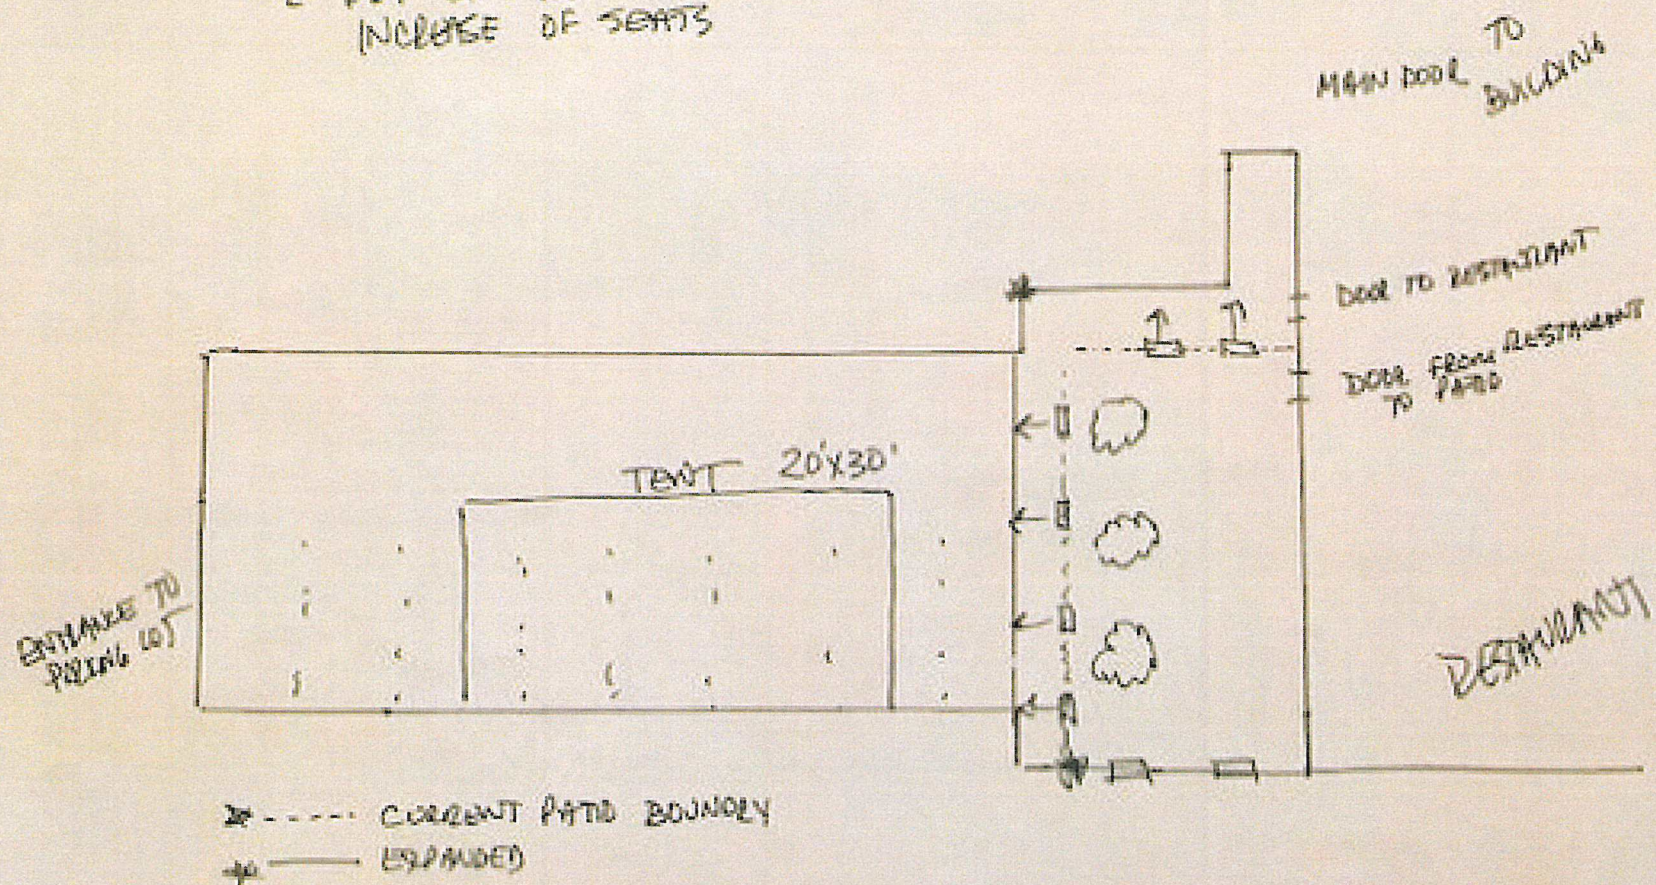 INCREASE OF SEATS
MAIN DOOR TO
BUILDING
DOOR TO RESTAURANT
DOOR FROM RESTAURANT
TO PATIO
TENT 20'X30'
ENTRANCE TO
LOT
RESTAURANT
CURRENT PATIO BOUNDRY
EXPANDED